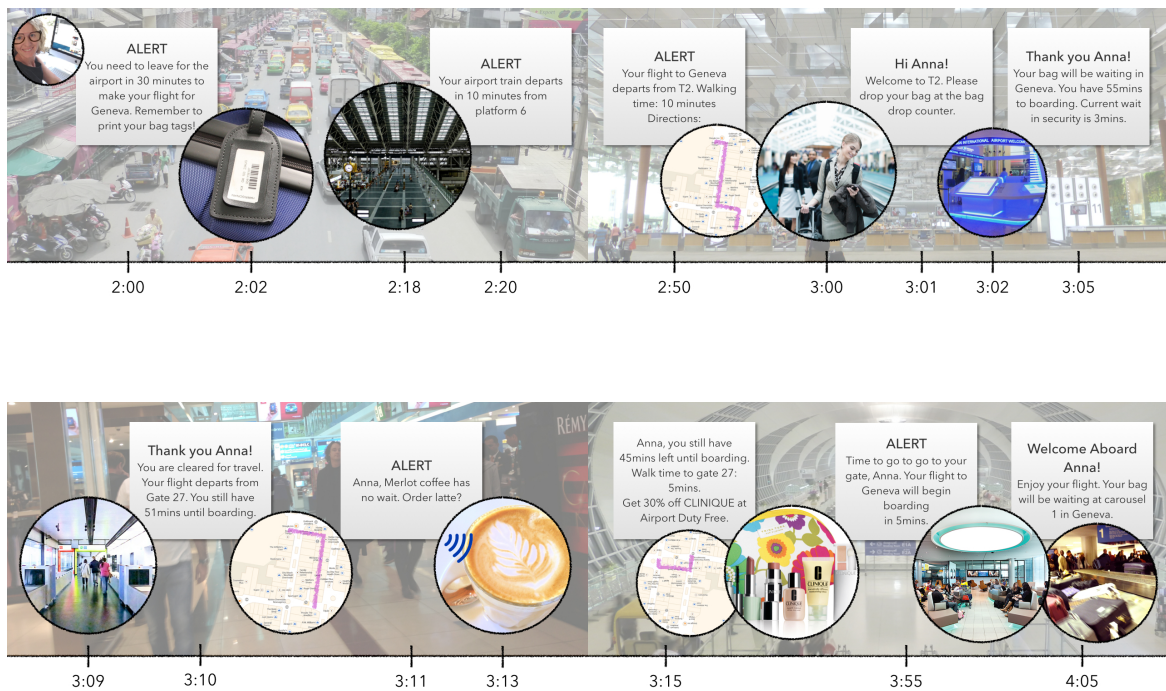 ALERT
You need to leave for the
airport in 30 minutes to
make your flight for
Geneva. Remember to
print your bag tags!
ALERT
Your airport train departs
in 10 minutes from
platform 6
ALERT
Your flight to Geneva
departs from T2. Walking
time: 10 minutes
Directions:
Hi Anna!
Welcome to T2. Please
drop your bag at the bag
drop counter.
Thank you Anna!
Your bag will be waiting in
Geneva. You have 55mins
to boarding. Current wait
in security is 3mins.
INTERNATIONAL AIRPORT WELCOME
11
2:00
2:02
2:18
2:20
2:50
3:00
3:01
3:02
3:05
Thank you Anna!
You are cleared for travel.
Your flight departs from
Gate 27. You still have
51mins until boarding.
ALERT
Anna, Merlot coffee has
no wait. Order latte?
RÉMY
Anna, you still have
45mins left until boarding.
Walk time to gate 27:
5mins.
Get 30% off CLINIQUE at
Airport Duty Free.
CLINIQUE
ALERT
Time to go to go to your
gate, Anna. Your flight to
Geneva will begin
boarding
in 5mins.
Welcome Aboard
Anna!
Enjoy your flight. Your bag
will be waiting at carousel
1 in Geneva.
1
3:09
3:10
3:11
3:13
3:15
3:55
4:05